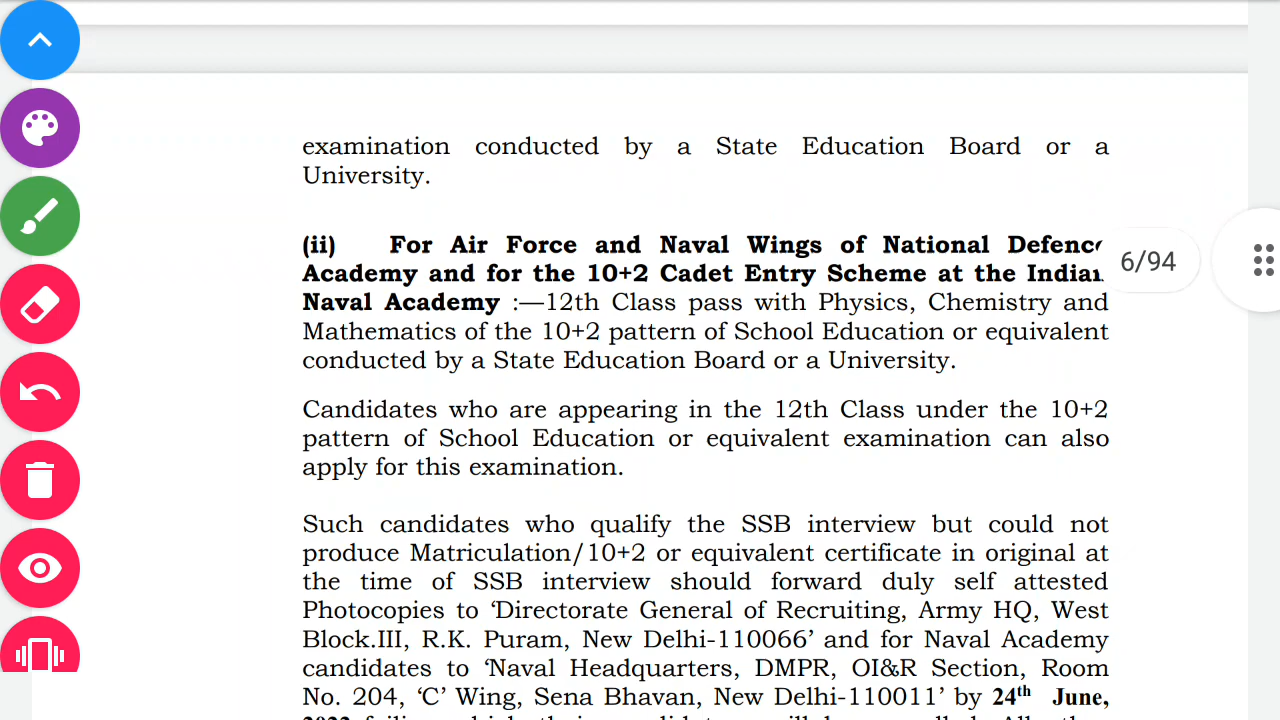 examination conducted by a State Education Board or a
University.
(ii) For Air Force and Naval Wings of National Defence
Academy and for the 10+2 Cadet Entry Scheme at the Indian
6/94
Naval Academy :—12th Class pass with Physics, Chemistry and
Mathematics of the 10+2 pattern of School Education or equivalent
conducted by a State Education Board or a University.
Candidates who are appearing in the 12th Class under the 10+2
pattern of School Education or equivalent examination can also
apply for this examination.
Such candidates who qualify the SSB interview but could not
produce Matriculation/10+2 or equivalent certificate in original at
the time of SSB interview should forward duly self attested
Photocopies to ‘Directorate General of Recruiting, Army HQ, West
Block.III, R.K. Puram, New Delhi-110066’ and for Naval Academy
candidates to ‘Naval Headquarters, DMPR, OI&R Section, Room
No. 204, ‘C’ Wing, Sena Bhavan, New Delhi-110011’ by 24th June,